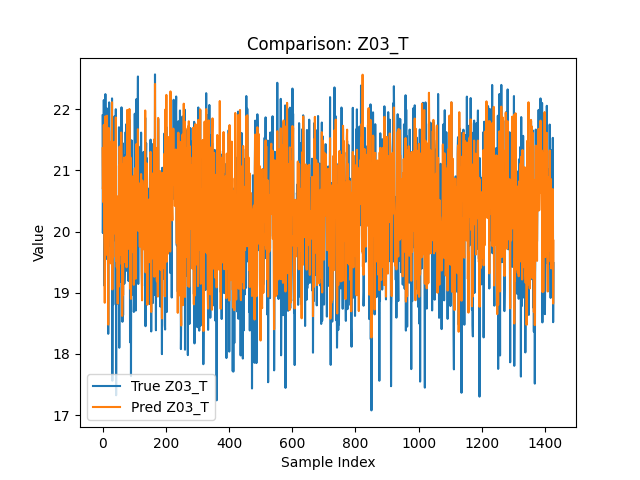 Comparison: Z03_T
Value
22
21
20
19
18
17
True Z03_T
Pred Z03_T
0 200 400 600 800 1000 1200 1400
Sample Index